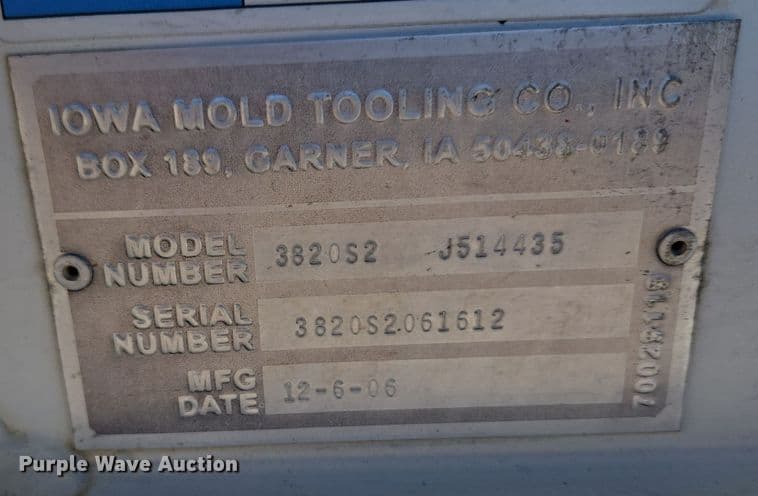 IOWA MOLD TOOLING CO., INC
BOX 189, GARNER, IA 50438-0189
MODEL NUMBER 3820S2 J514435
SERIAL NUMBER 3820S2061612
MFG DATE 12-6-06
Purple Wave Auction